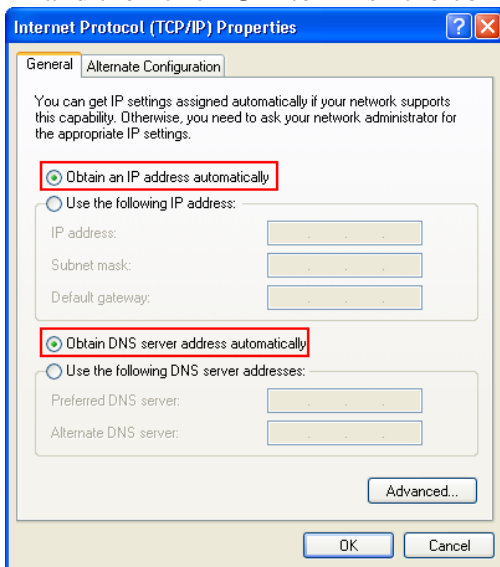 Internet Protocol (TCP/IP) Properties
General
Alternate Configuration
You can get IP settings assigned automatically if your network supports
this capability. Otherwise, you need to ask your network administrator for
the appropriate IP settings.
Obtain an IP address automatically
Use the following IP address:
IP address:
Subnet mask:
Default gateway:
Obtain DNS server address automatically
Use the following DNS server addresses:
Preferred DNS server:
Alternate DNS server:
Advanced...
OK
Cancel